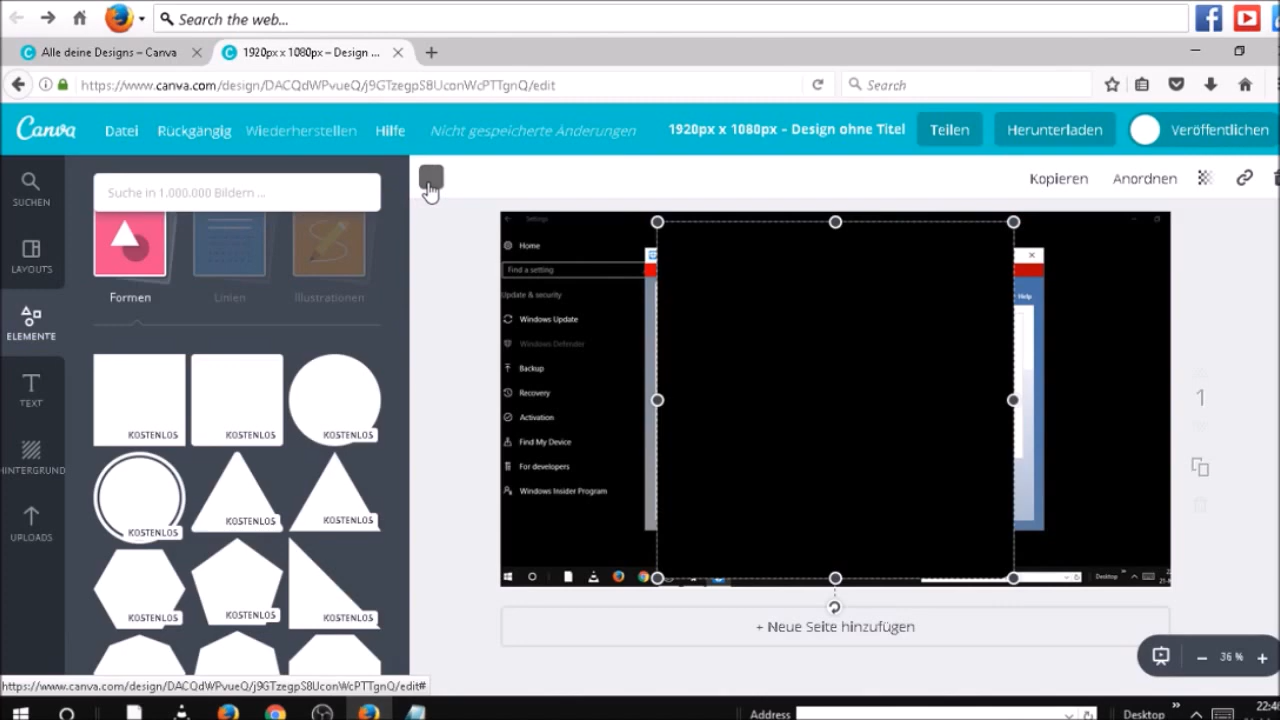 Search the web...
Alle deine Designs – Canva
1920px x 1080px – Design ...
https://www.canva.com/design/DACQdWPvueQ/j9GTzegpS8UconWcPTTgnQ/edit
Search
Canva
Datei
Rückgängig
Wiederherstellen
Hilfe
Nicht gespeicherte Änderungen
1920px x 1080px – Design ohne Titel
Teilen
Herunterladen
Veröffentlichen
SUCHEN
LAYOUTS
ELEMENTE
TEXT
HINTERGRUND
UPLOADS
Suche in 1.000.000 Bildern ...
Formen
Linien
Illustrationen
KOSTENLOS
KOSTENLOS
KOSTENLOS
KOSTENLOS
KOSTENLOS
KOSTENLOS
KOSTENLOS
KOSTENLOS
KOSTENLOS
Kopieren
Anordnen
Settings
Home
Find a setting
Update & security
Windows Update
Windows Defender
Backup
Recovery
Activation
Find My Device
For developers
Windows Insider Program
Help
Desktop
1
+ Neue Seite hinzufügen
36 %
https://www.canva.com/design/DACQdWPvueQ/j9GTzegpS8UconWcPTTgnQ/edit#
Address
Desktop